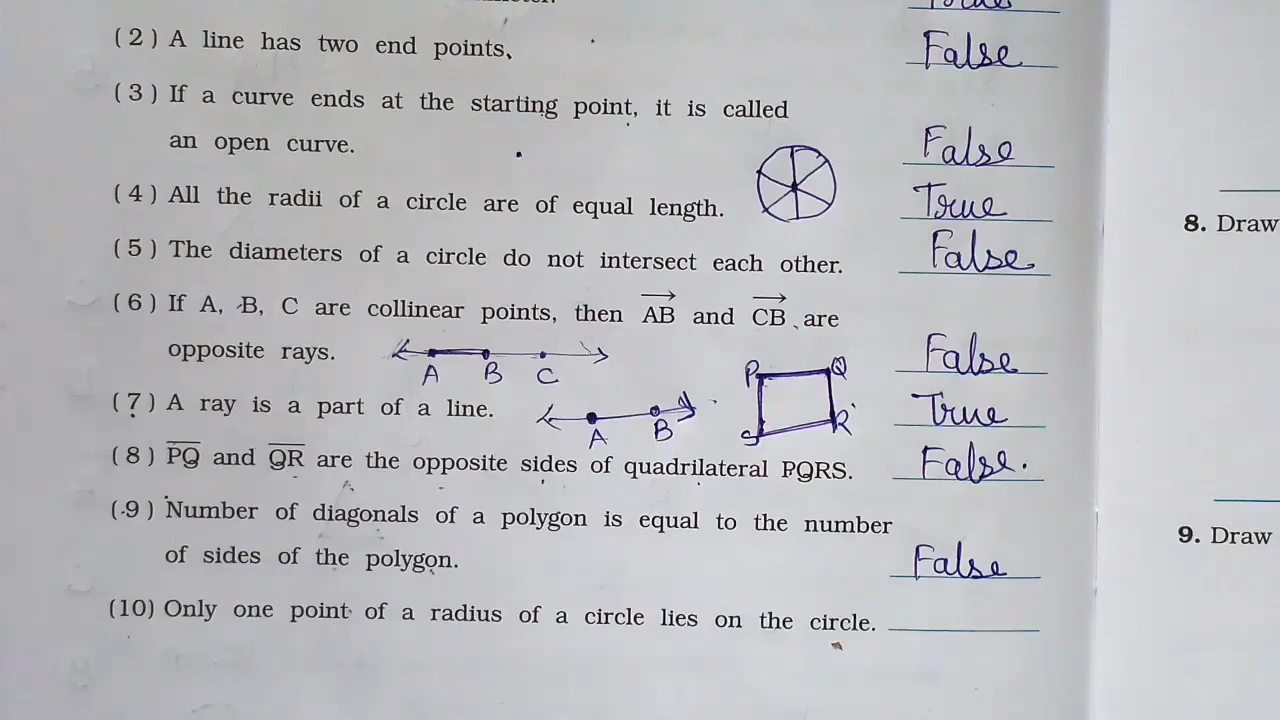 (2) A line has two end points, False
(3) If a curve ends at the starting point, it is called
an open curve. False
(4) All the radii of a circle are of equal length. True
(5) The diameters of a circle do not intersect each other. False.
(6) If A, B, C are collinear points, then AB and CB are
opposite rays. False
A B C
P Q
(7) A ray is a part of a line. True
A B
S R
(8) PQ and QR are the opposite sides of quadrilateral PQRS. False.
(9) Number of diagonals of a polygon is equal to the number
of sides of the polygon. False
(10) Only one point of a radius of a circle lies on the circle.
8. Draw
9. Draw